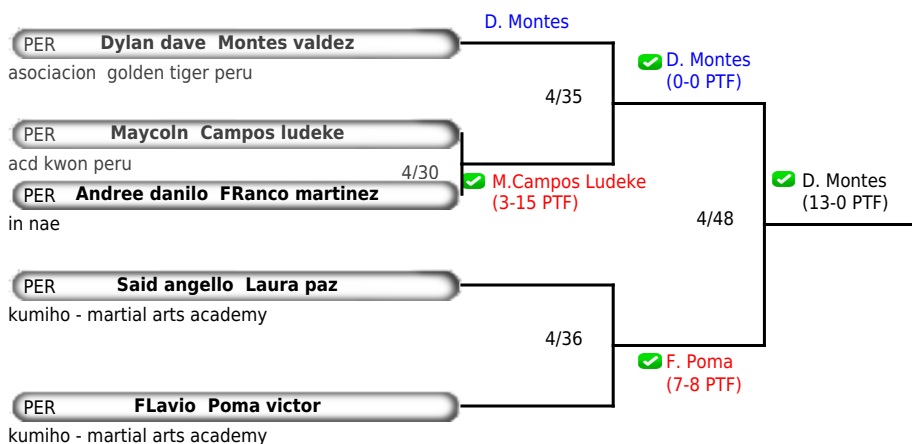 D. Montes
PER Dylan dave Montes valdez
asociacion golden tiger peru
D. Montes
(0-0 PTF)
4/35
PER Maycoln Campos ludeke
acd kwon peru
4/30
PER Andree danilo FRanco martinez
in nae
M.Campos Ludeke
(3-15 PTF)
D. Montes
(13-0 PTF)
4/48
PER Said angello Laura paz
kumiho - martial arts academy
4/36
F. Poma
(7-8 PTF)
PER FLavio Poma victor
kumiho - martial arts academy